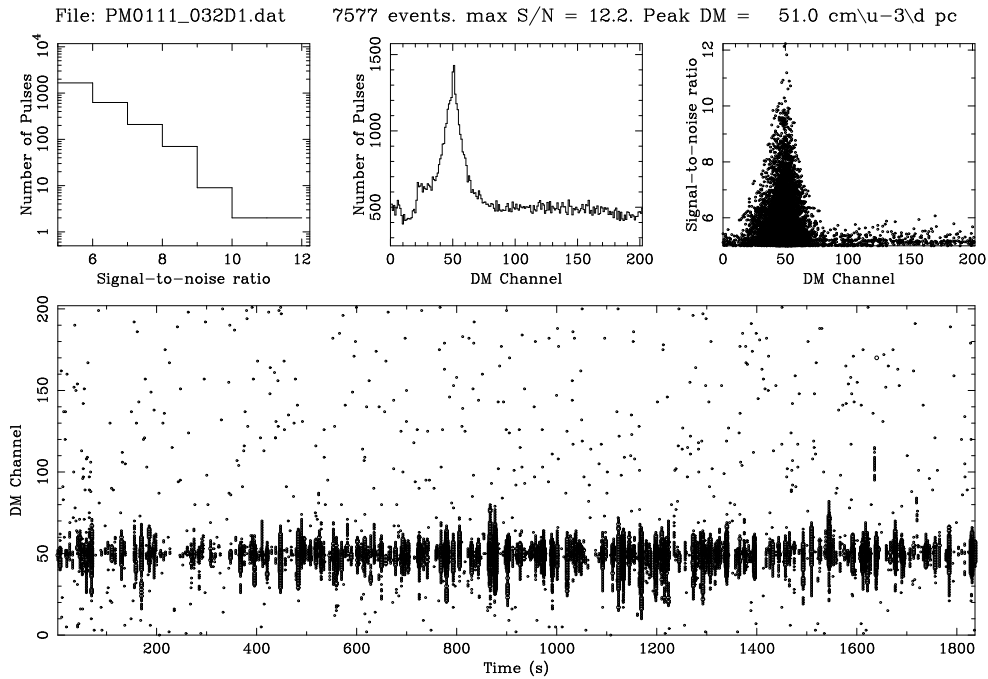 File: PM0111_032D1.dat 7577 events. max S/N = 12.2. Peak DM = 51.0 cm\u-3\d pc
Number of Pulses
1 10 100 1000 10^4
6 8 10 12
Signal-to-noise ratio
Number of Pulses
500 1000 1500
0 50 100 150 200
DM Channel
Signal-to-noise ratio
6 8 10 12
0 50 100 150 200
DM Channel
DM Channel
0 50 100 150 200
200 400 600 800 1000 1200 1400 1600 1800
Time (s)